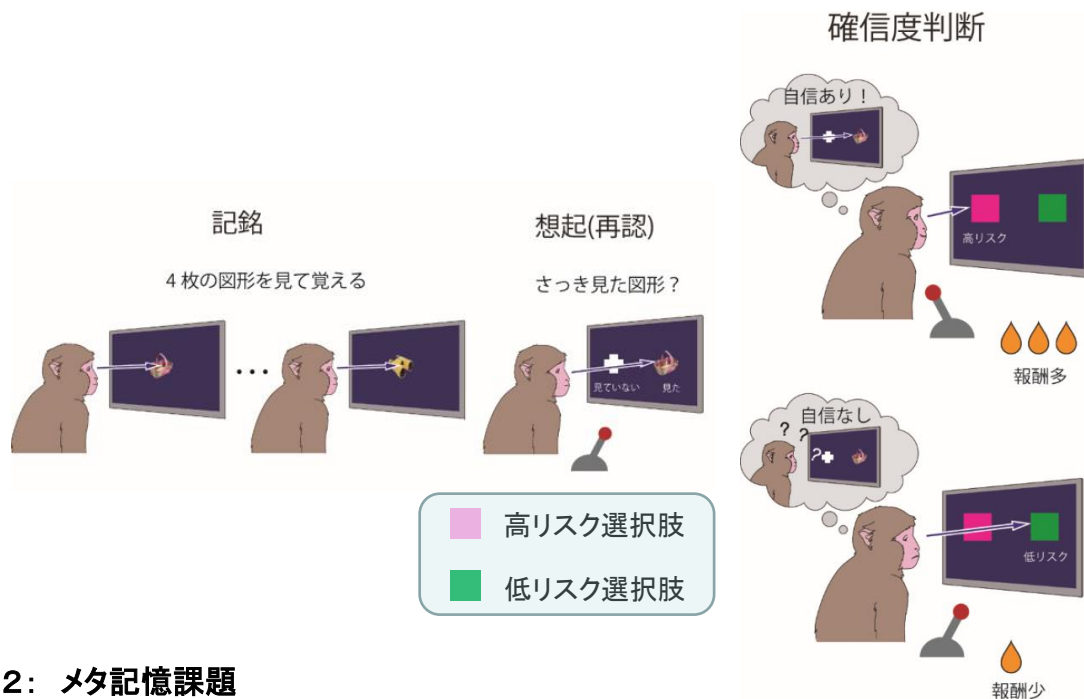 確信度判断
自信あり！
高リスク
報酬多
記銘
4枚の図形を見て覚える
…
想起(再認)
さっき見た図形？
見ていない 見た
自信なし
? ?
?
低リスク
報酬少
高リスク選択肢
低リスク選択肢
2： メタ記憶課題